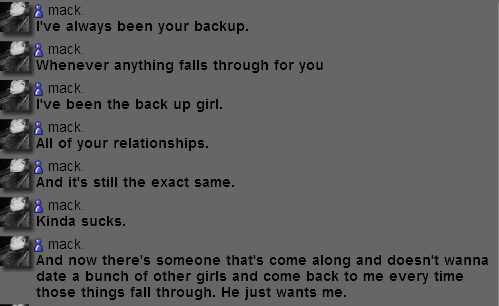 mack.
I've always been your backup.
mack.
Whenever anything falls through for you
mack.
I've been the back up girl.
mack.
All of your relationships.
mack.
And it's still the exact same.
mack.
Kinda sucks.
mack.
And now there's someone that's come along and doesn't wanna
date a bunch of other girls and come back to me every time
those things fall through. He just wants me.